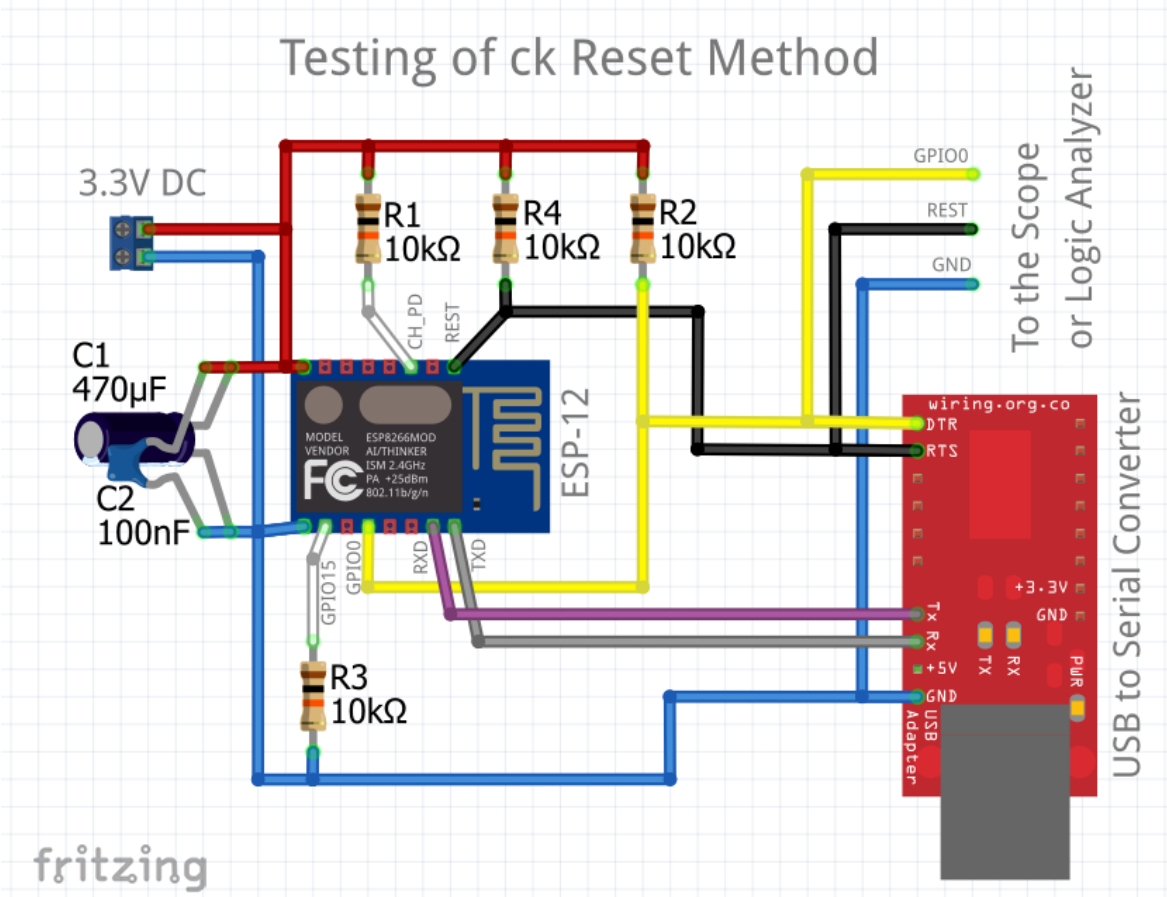 Testing of ck Reset Method
3.3V DC
R1
10kΩ
R4
10kΩ
R2
10kΩ
GPIO0
REST
GND
To the Scope
or Logic Analyzer
CH_PD
REST
C1
470µF
C2
100nF
MODEL
VENDOR
ESP8266MOD
AI/THINKER
ISM 2.4GHz
PA +25dBm
802.11b/g/n
FC
ESP-12
GPIO15
GPIO0
RXD
TXD
R3
10kΩ
wiring.org.co
DTR
RTS
+3.3V
GND
Tx
Rx
+5V
GND
TX
RX
PWR
USB
Adapter
USB to Serial Converter
fritzing